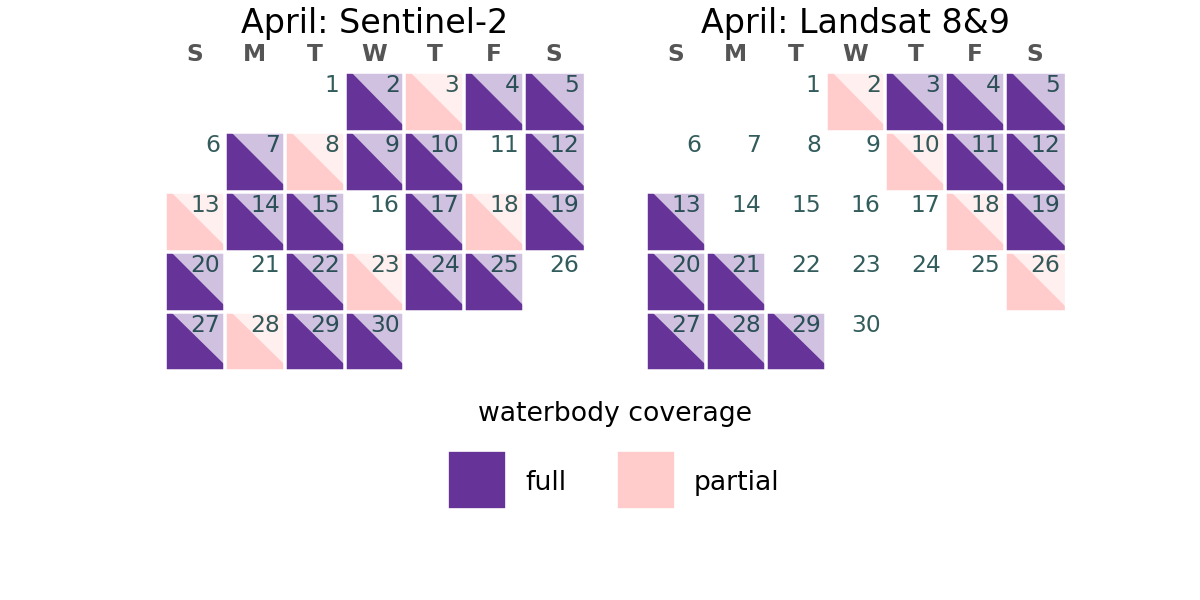 April: Sentinel-2
S M T W T F S
1 2 3 4 5
6 7 8 9 10 11 12
13 14 15 16 17 18 19
20 21 22 23 24 25 26
27 28 29 30
April: Landsat 8&9
S M T W T F S
1 2 3 4 5
6 7 8 9 10 11 12
13 14 15 16 17 18 19
20 21 22 23 24 25 26
27 28 29 30
waterbody coverage
full partial